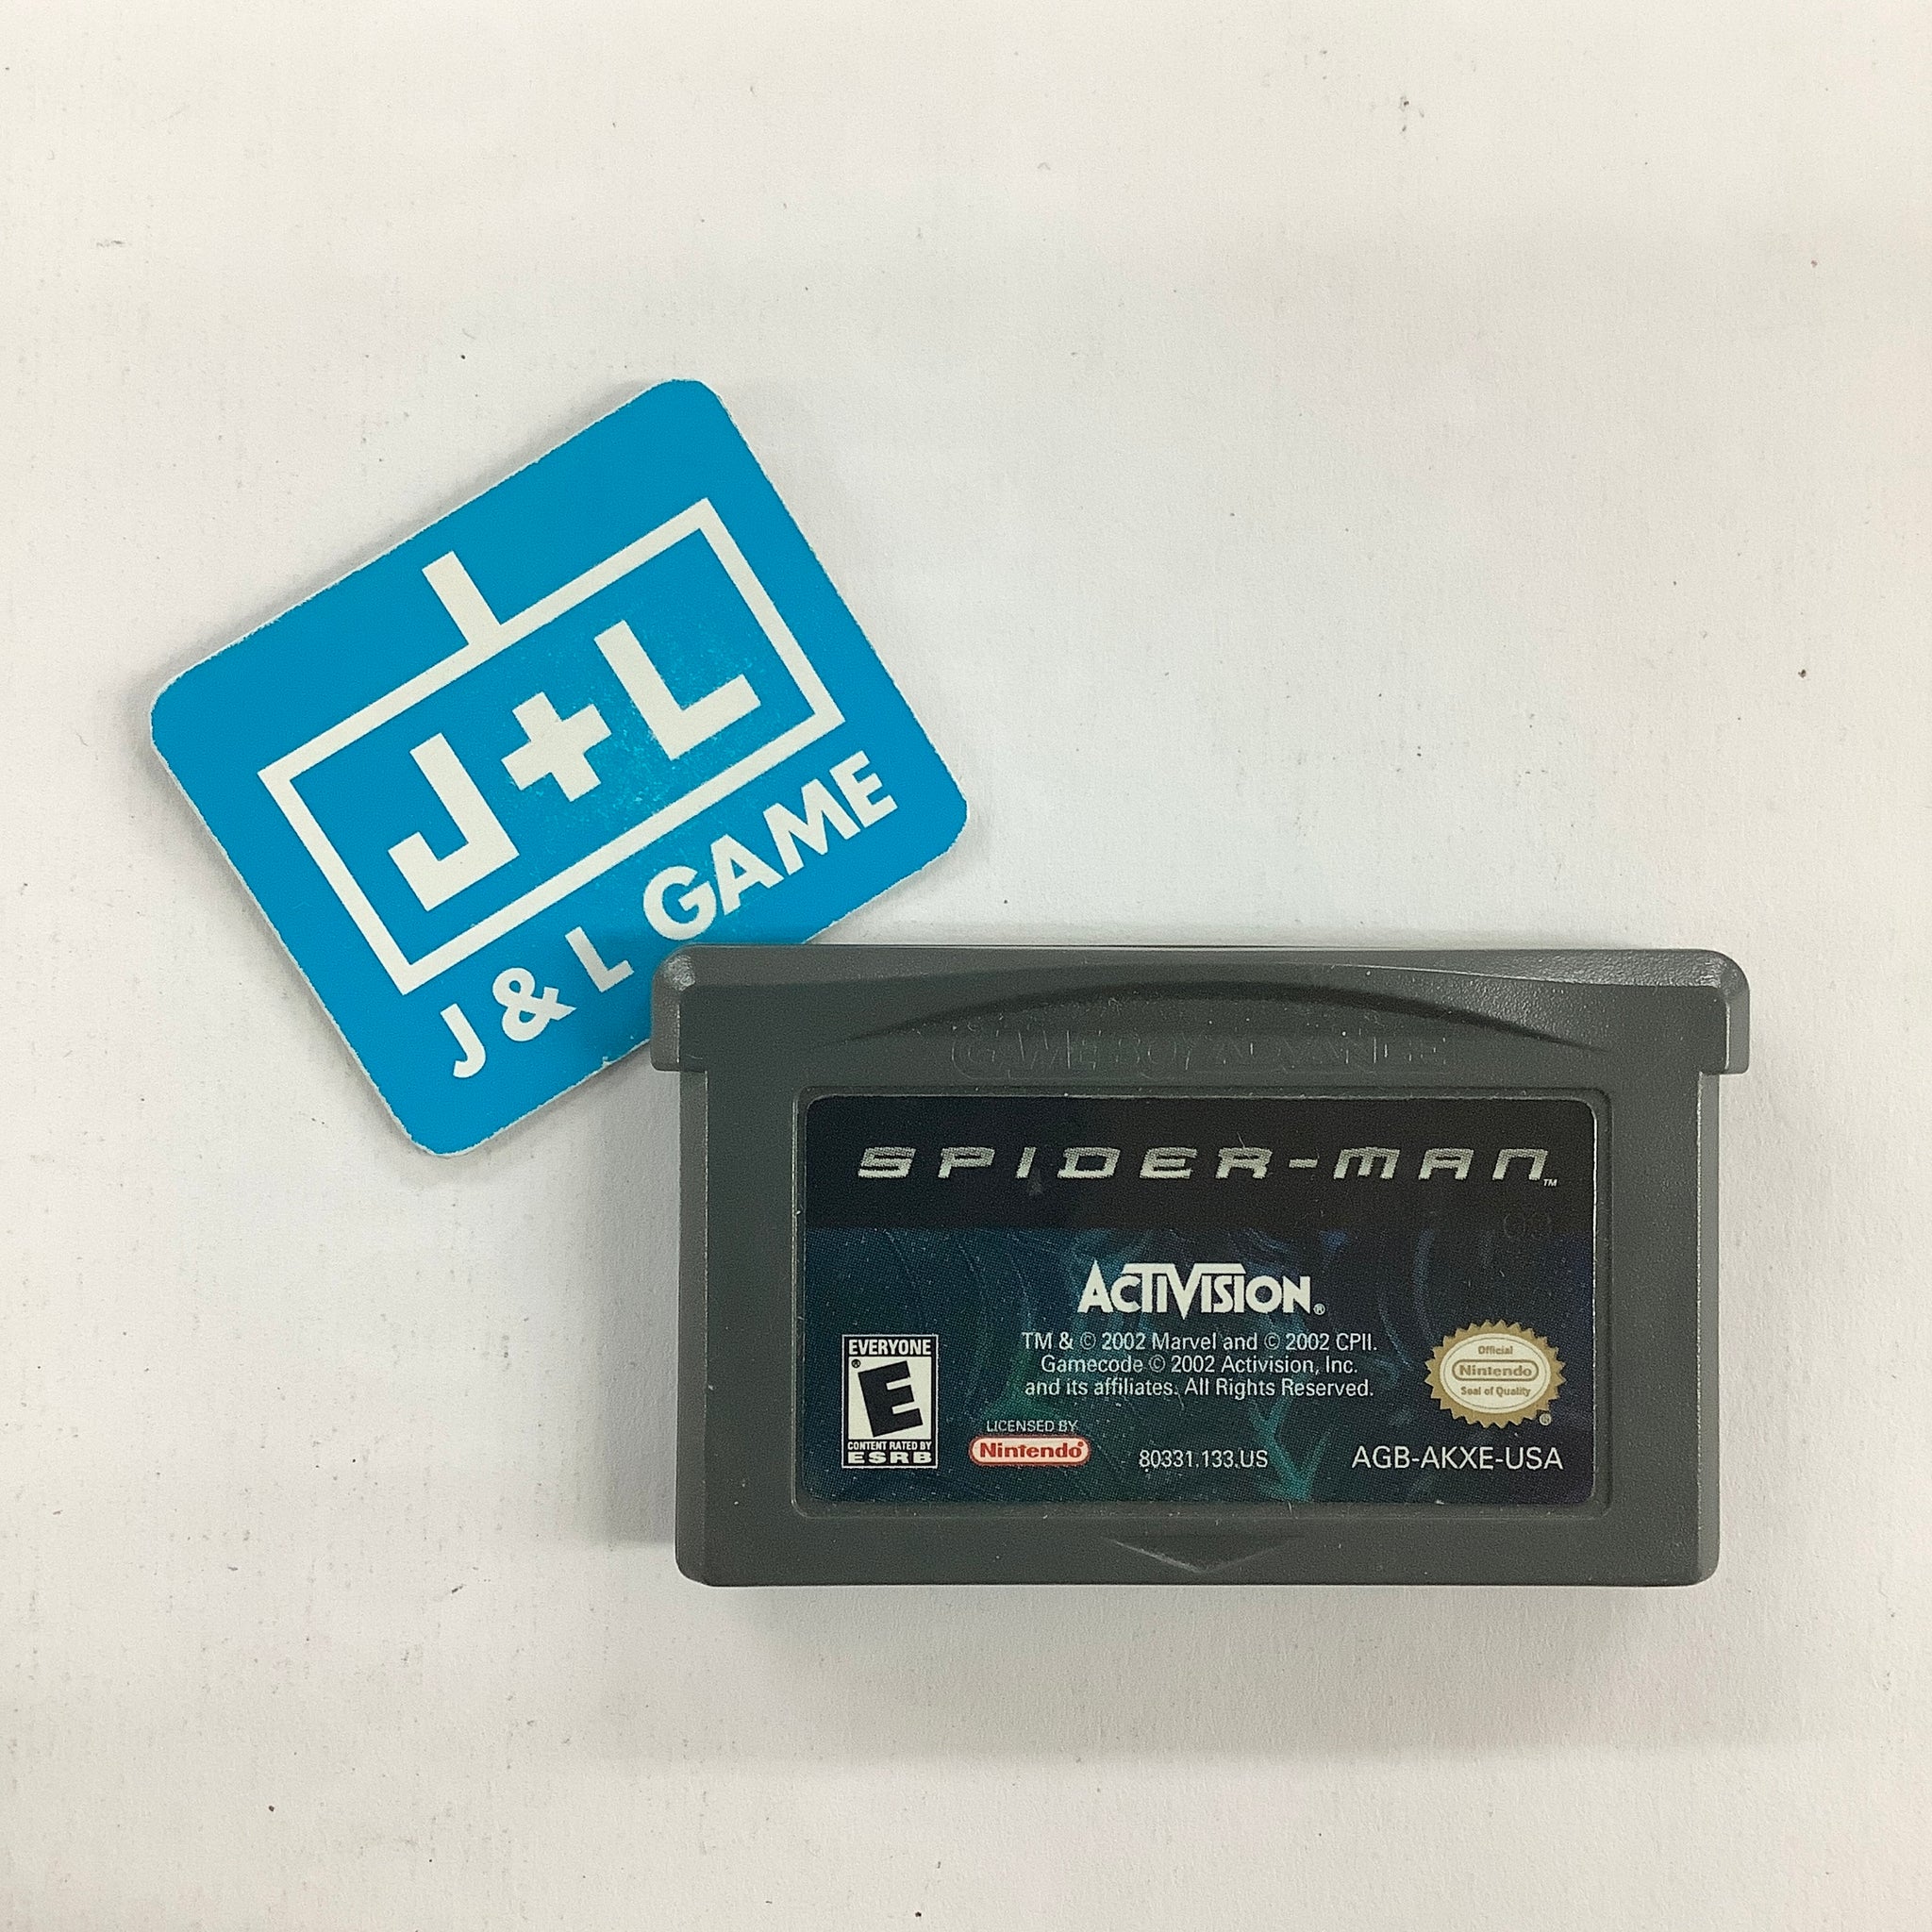 J+L
J & L GAME
GAME BOY ADVANCE
SPIDER-MAN™
ACTIVISION®
TM & © 2002 Marvel and © 2002 CPII.
Gamecode © 2002 Activision, Inc.
and its affiliates. All Rights Reserved.
EVERYONE
E®
CONTENT RATED BY
ESRB
LICENSED BY
Nintendo®
80331.133.US
Official
Nintendo
Seal of Quality
®
AGB-AKXE-USA